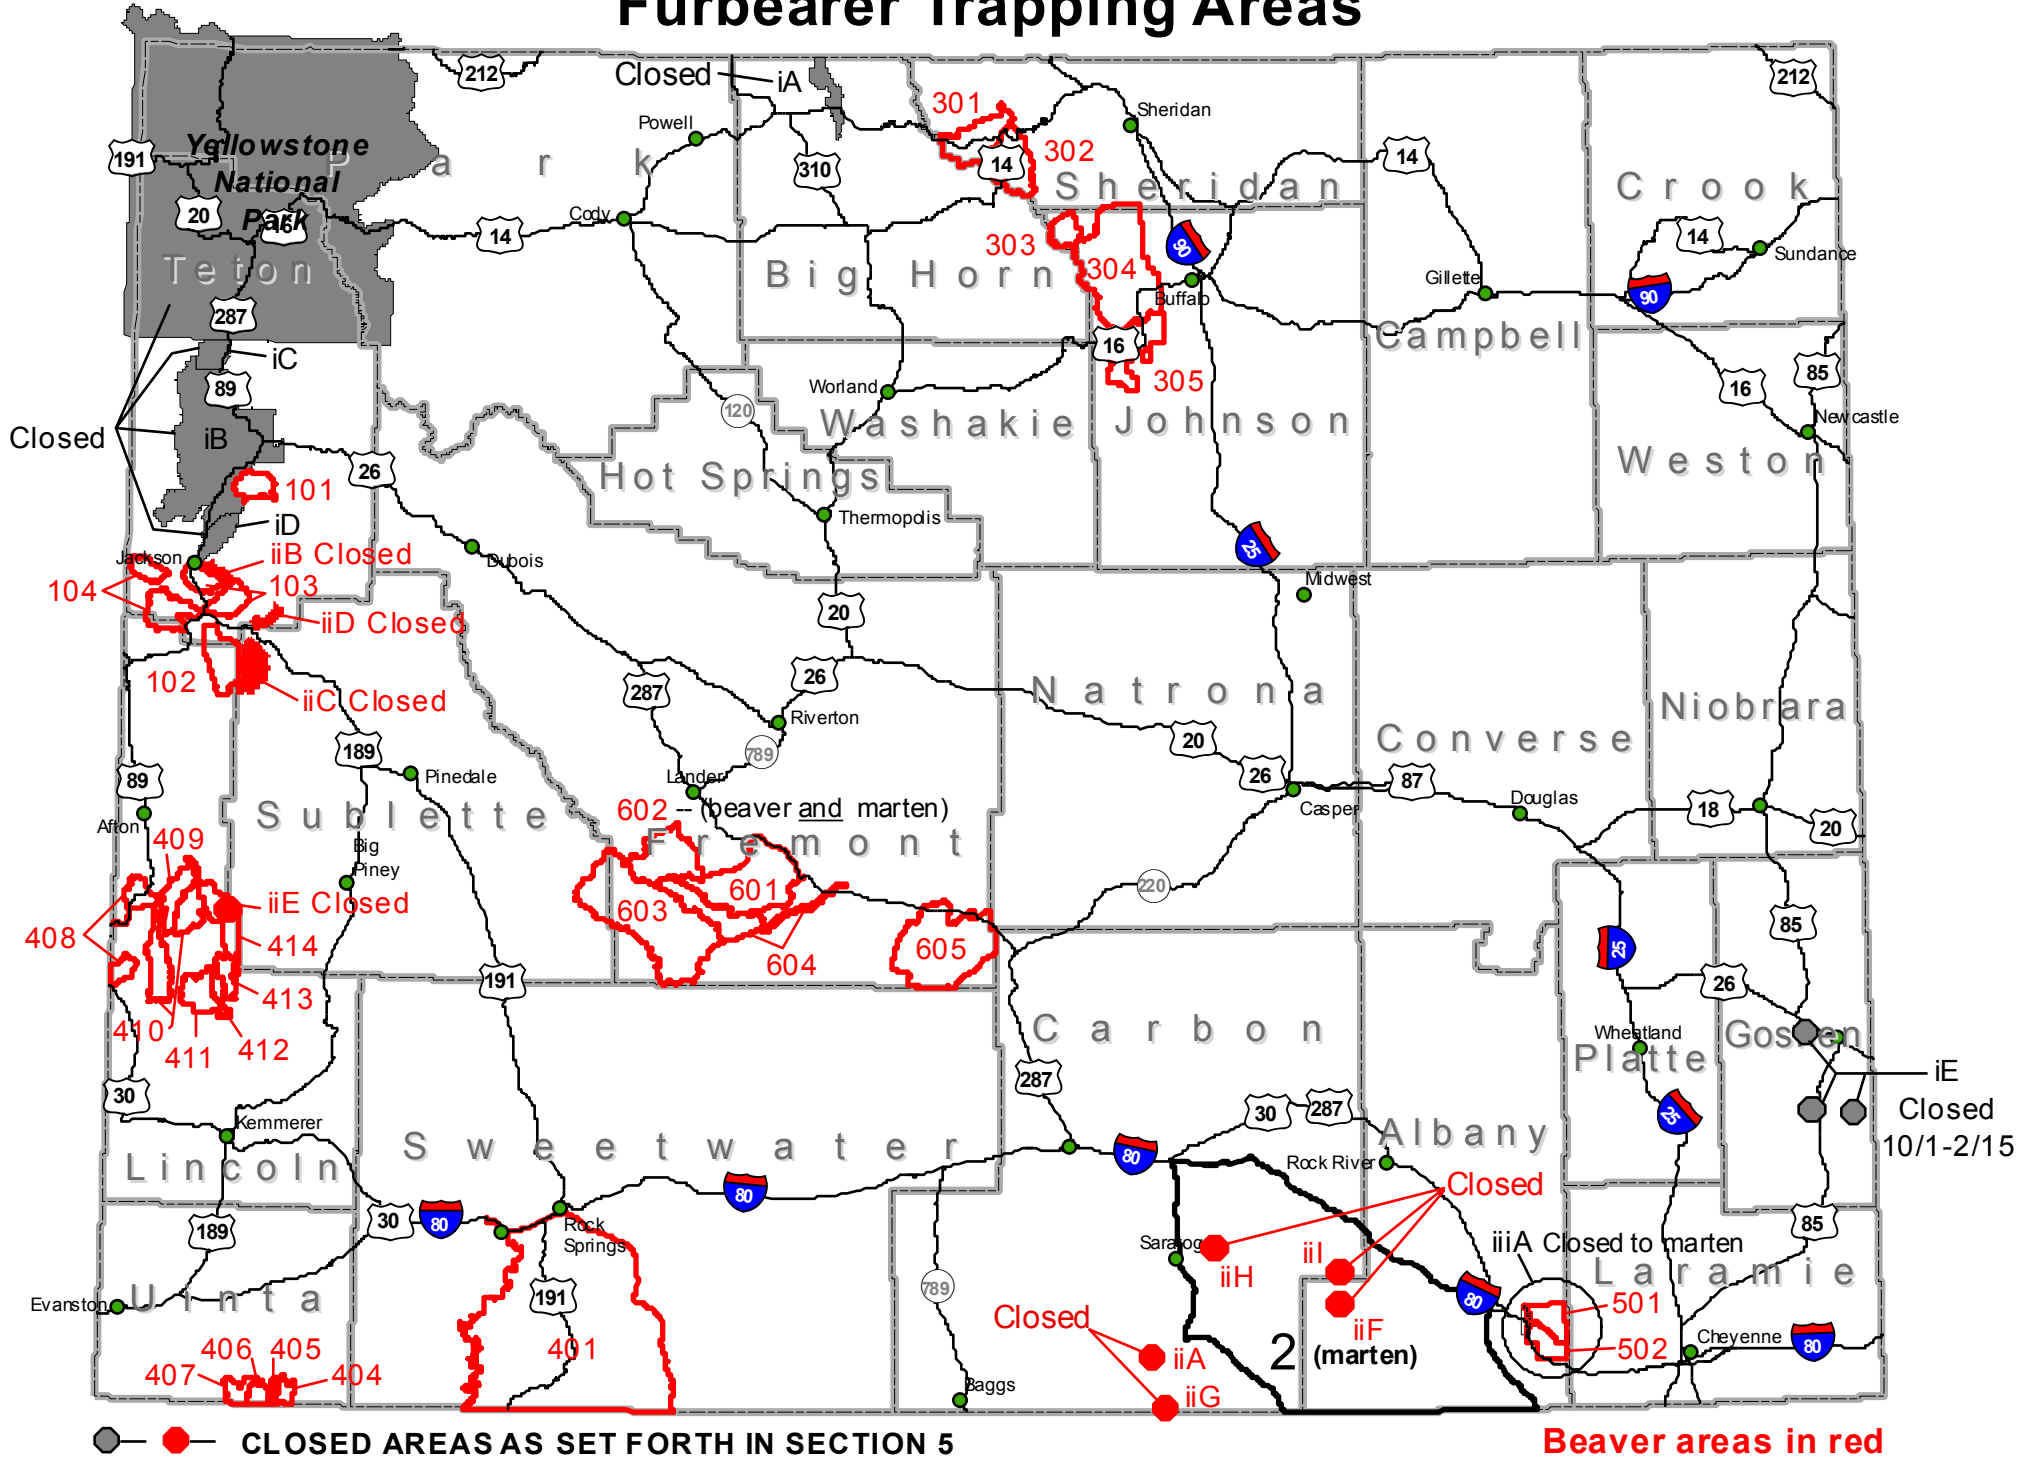 Furbearer Trapping Areas
Closed
iA
212
212
301
Sheridan
Powell
191
Yellowstone
National
Park
P a r k
310
14
302
14
Sheridan
Crook
20
16
Cody
14
303
304
90
14
Sundance
Teton
Big Horn
Buffalo
Gillette
90
287
iC
16
Campbell
89
305
85
16
Closed
iB
Worland
120
Washakie
Johnson
Newcastle
26
Hot Springs
Weston
101
iD
Thermopolis
25
Jackson
iiB Closed
Dubois
104
103
Midwest
iiD Closed
20
102
iiC Closed
287
26
Natrona
Niobrara
Riverton
189
789
20
Converse
89
Pinedale
Lander
26
87
602 -- (beaver and marten)
Casper
Douglas
18
20
Afton
Sublette
Fremont
409
Big
Piney
601
220
iiE Closed
603
408
414
604
605
25
85
413
191
26
410
411
412
Carbon
Wheatland
Goshen
Platte
30
287
iE
Closed
10/1-2/15
Kemmerer
30
287
25
Albany
Lincoln
Sweetwater
80
Rock River
Closed
80
189
30
80
Rock
Springs
Saratog
85
iiI
iiiA Closed to marten
iiH
Laramie
Evanston
Uinta
191
789
80
501
Closed
iiF
2
(marten)
502
Cheyenne
80
406
405
407
404
401
iiA
Baggs
iiG
CLOSED AREAS AS SET FORTH IN SECTION 5
Beaver areas in red